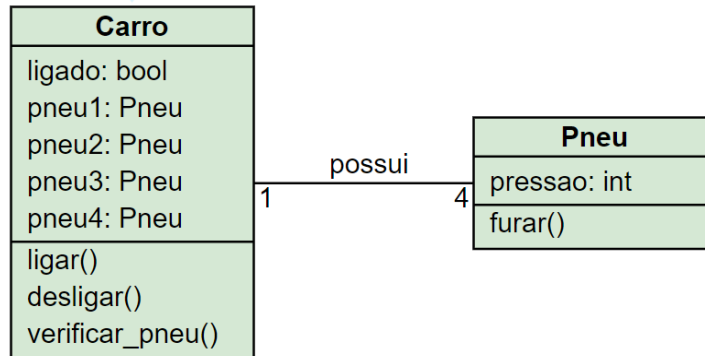 Carro
ligado: bool
pneu1: Pneu
pneu2: Pneu
pneu3: Pneu
pneu4: Pneu
ligar()
desligar()
verificar_pneu()
possui
1
4
Pneu
pressao: int
furar()